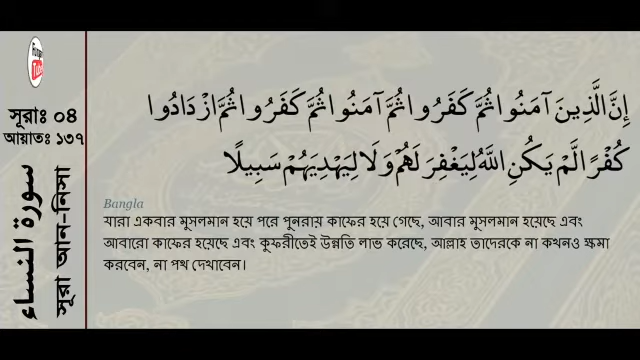 সূরাঃ ০৪
আয়াতঃ ১৩৭
سورة النساء
সূরা আন-নিসা
إِنَّ الَّذِينَ آمَنُوا ثُمَّ كَفَرُوا ثُمَّ آمَنُوا ثُمَّ كَفَرُوا ثُمَّ ازْدَادُوا
كُفْرًا لَّمْ يَكُنِ اللَّهُ لِيَغْفِرَ لَهُمْ وَلَا لِيَهْدِيَهُمْ سَبِيلًا
Bangla
যারা একবার মুসলমান হয়ে পরে পুনরায় কাফের হয়ে গেছে, আবার মুসলমান হয়েছে এবং
আবারো কাফের হয়েছে এবং কুফরীতেই উন্নতি লাভ করেছে, আল্লাহ তাদেরকে না কখনও ক্ষমা
করবেন, না পথ দেখাবেন।